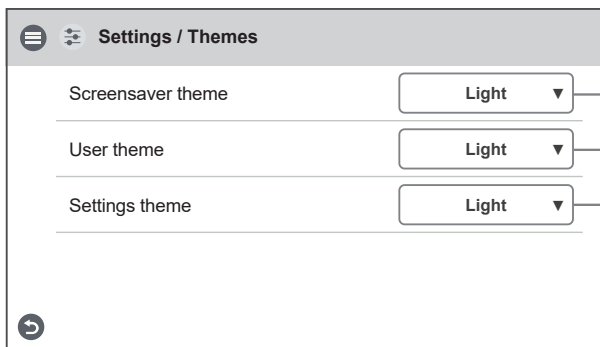 Settings / Themes
Screensaver theme Light ▼
User theme Light ▼
Settings theme Light ▼